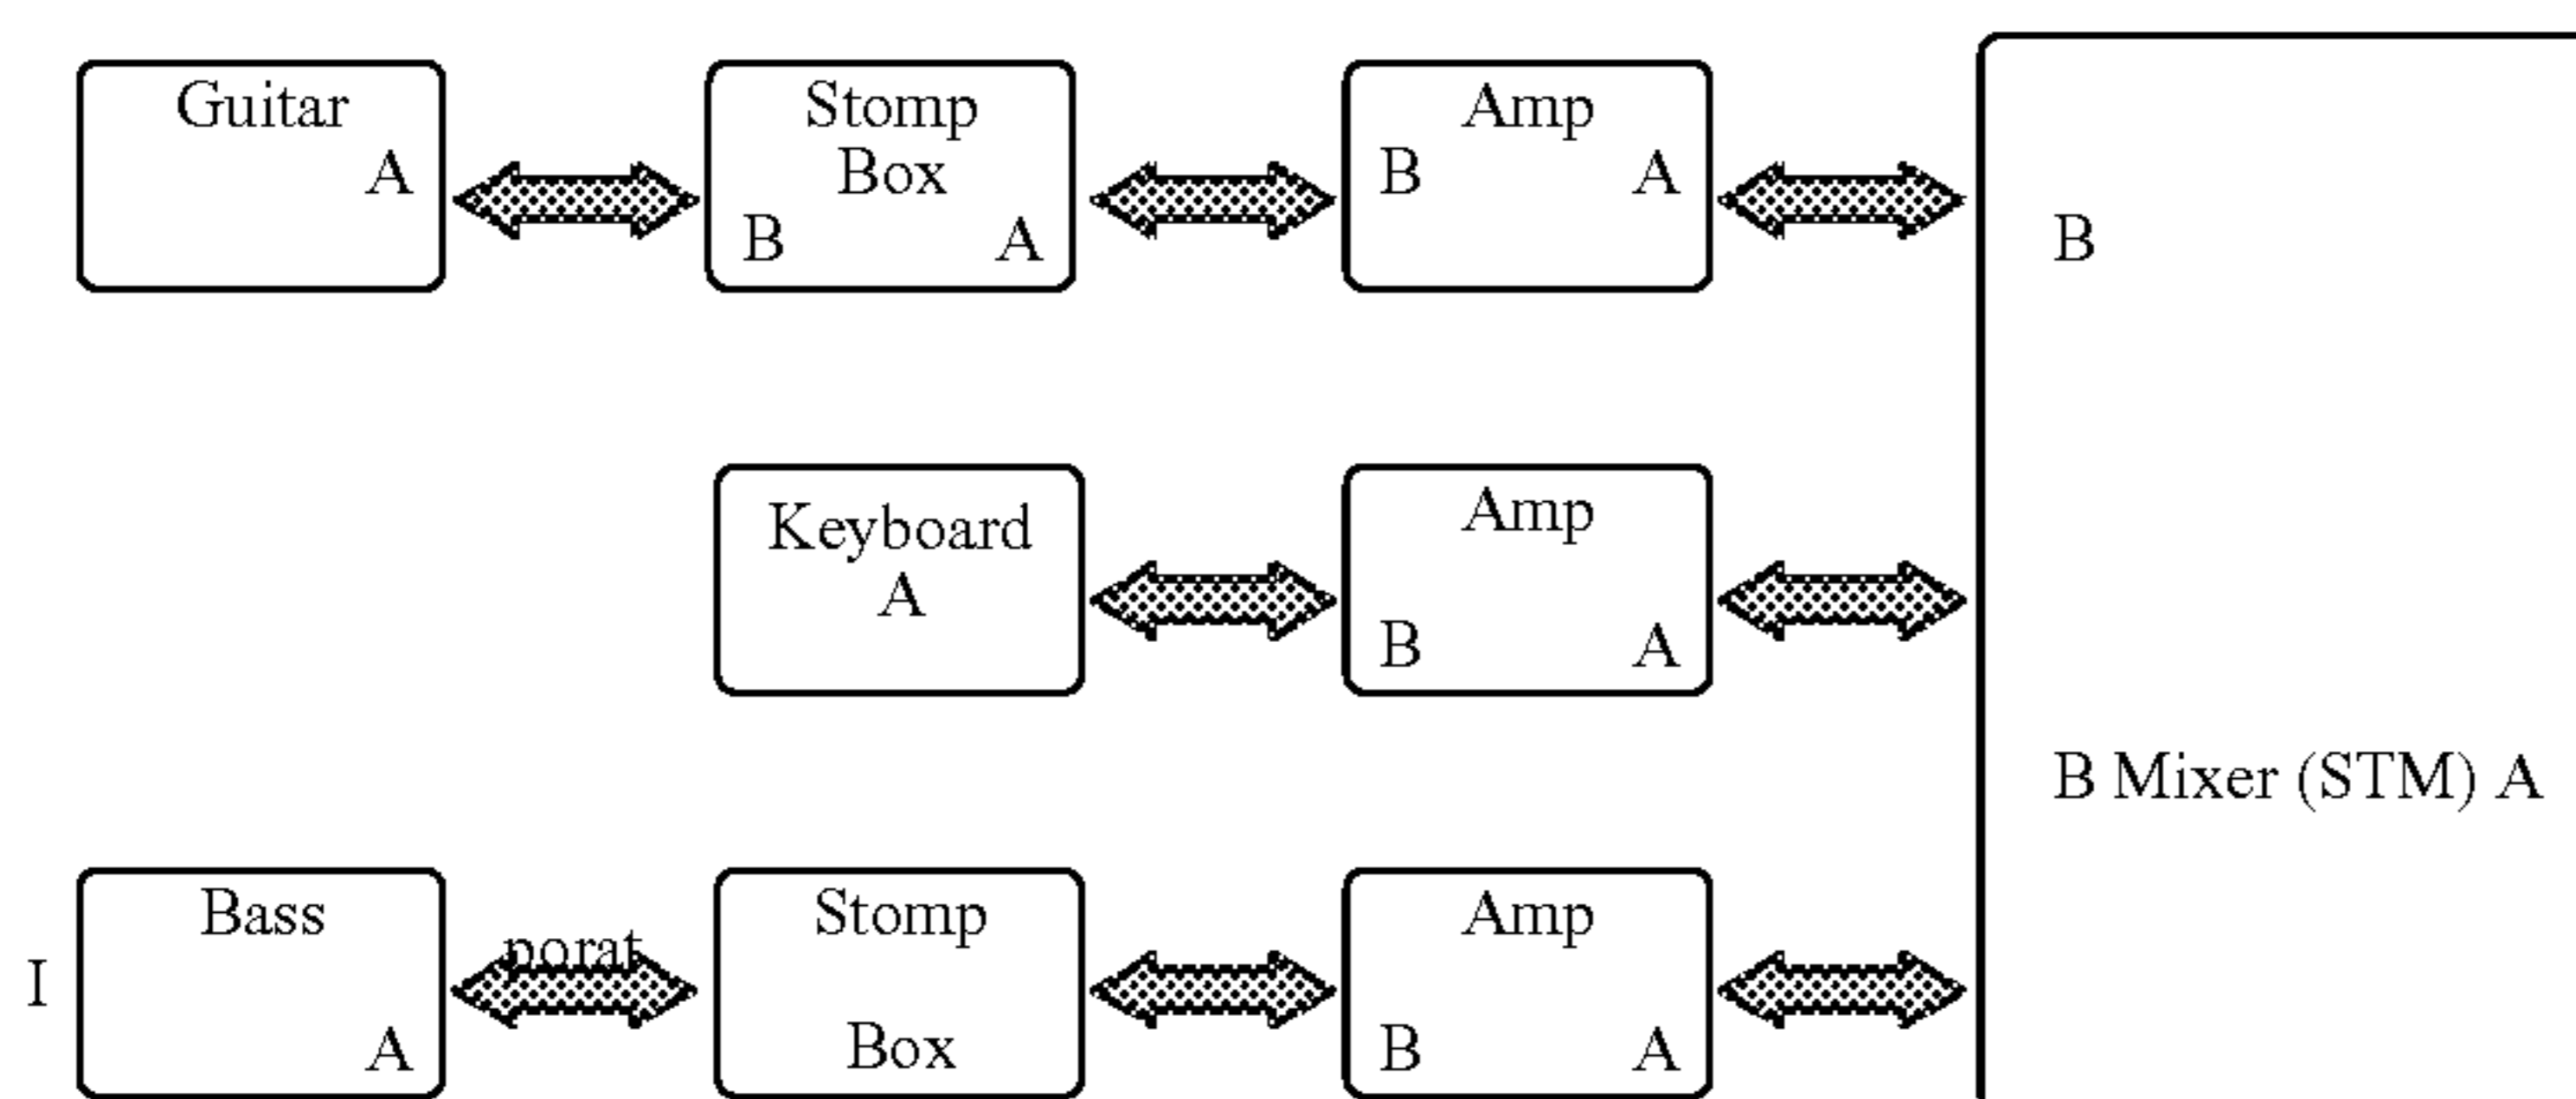 Guitar
A
Stomp
Box
B A
Amp
B A
B
Keyboard
A
Amp
B A
B Mixer (STM) A
I
Bass
A
porat
Stomp
Box
Amp
B A